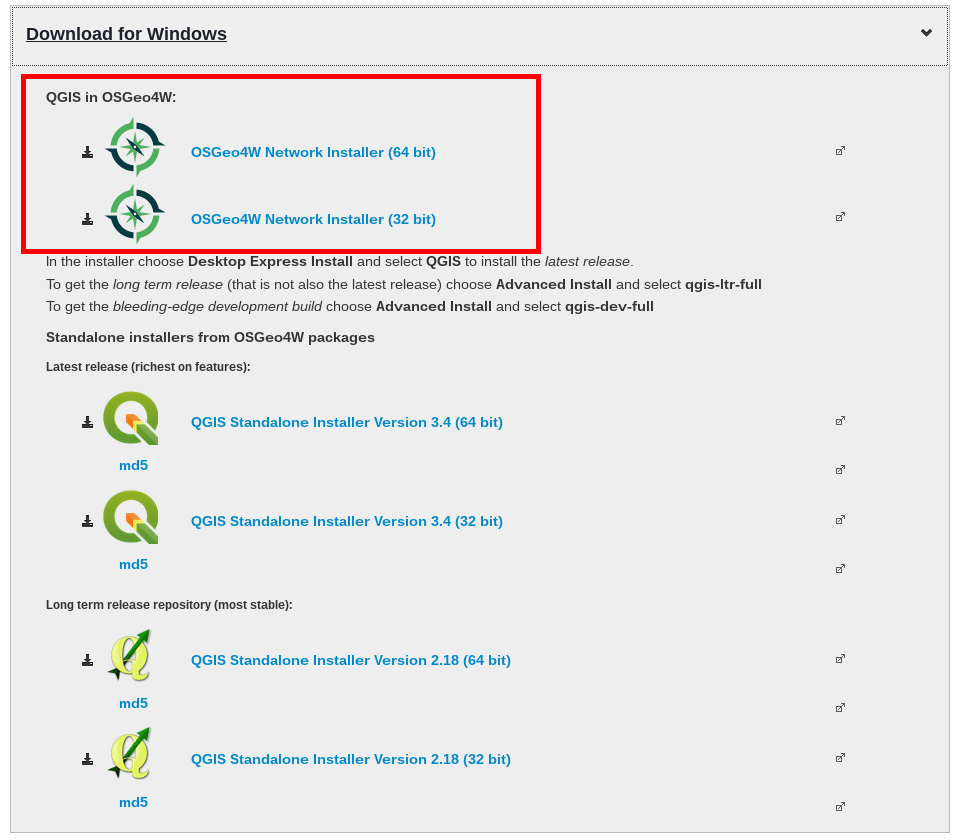 Download for Windows
QGIS in OSGeo4W:
OSGeo4W Network Installer (64 bit)
OSGeo4W Network Installer (32 bit)
In the installer choose Desktop Express Install and select QGIS to install the latest release.
To get the long term release (that is not also the latest release) choose Advanced Install and select qgis-ltr-full
To get the bleeding-edge development build choose Advanced Install and select qgis-dev-full
Standalone installers from OSGeo4W packages
Latest release (richest on features):
QGIS Standalone Installer Version 3.4 (64 bit)
md5
QGIS Standalone Installer Version 3.4 (32 bit)
md5
Long term release repository (most stable):
QGIS Standalone Installer Version 2.18 (64 bit)
md5
QGIS Standalone Installer Version 2.18 (32 bit)
md5